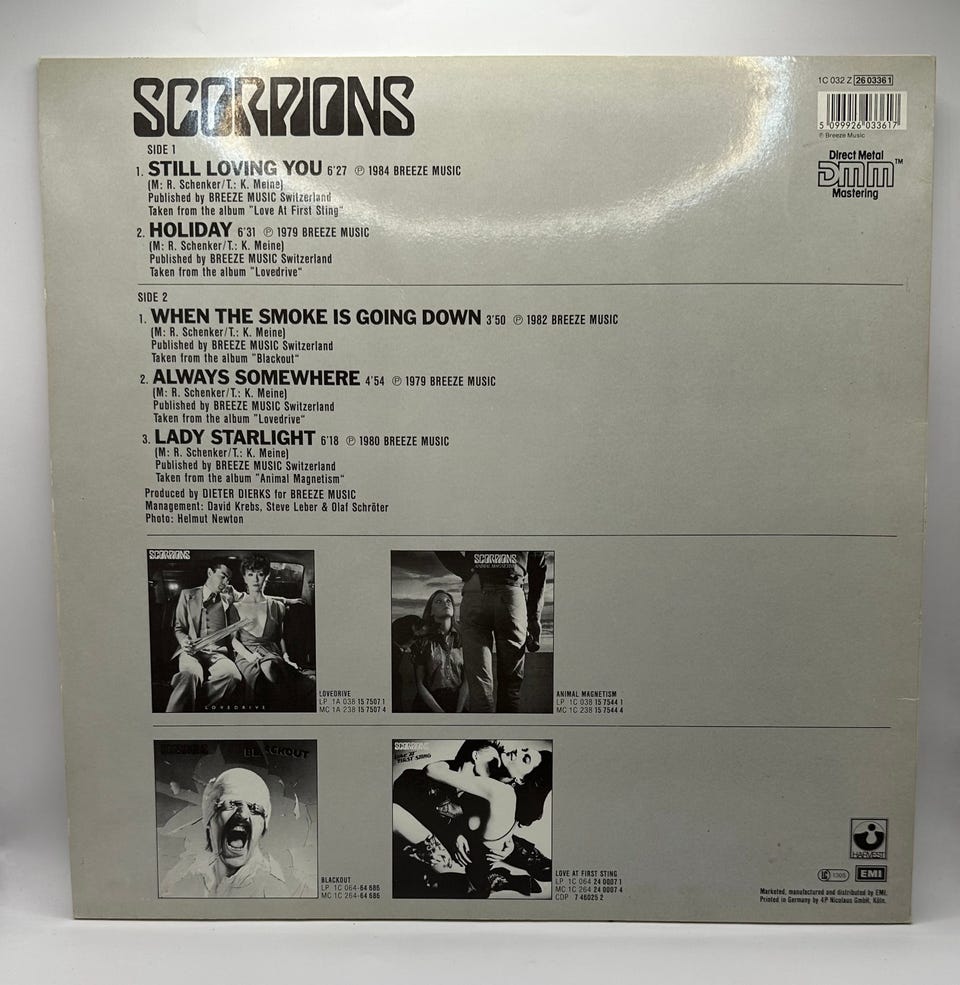 SCORPIONS
1C 032 Z 26 0336 1
5 099926 033617
℗ Breeze Music
Direct Metal
DMM™
Mastering
SIDE 1
1. STILL LOVING YOU 6'27 ℗ 1984 BREEZE MUSIC
(M: R. Schenker/T.: K. Meine)
Published by BREEZE MUSIC Switzerland
Taken from the album "Love At First Sting"
2. HOLIDAY 6'31 ℗ 1979 BREEZE MUSIC
(M: R. Schenker/T.: K. Meine)
Published by BREEZE MUSIC Switzerland
Taken from the album "Lovedrive"
SIDE 2
1. WHEN THE SMOKE IS GOING DOWN 3'50 ℗ 1982 BREEZE MUSIC
(M: R. Schenker/T.: K. Meine)
Published by BREEZE MUSIC Switzerland
Taken from the album "Blackout"
2. ALWAYS SOMEWHERE 4'54 ℗ 1979 BREEZE MUSIC
(M: R. Schenker/T.: K. Meine)
Published by BREEZE MUSIC Switzerland
Taken from the album "Lovedrive"
3. LADY STARLIGHT 6'18 ℗ 1980 BREEZE MUSIC
(M: R. Schenker/T.: K. Meine)
Published by BREEZE MUSIC Switzerland
Taken from the album "Animal Magnetism"
Produced by DIETER DIERKS for BREEZE MUSIC
Management: David Krebs, Steve Leber & Olaf Schröter
Photo: Helmut Newton
SCORPIONS
LOVEDRIVE
LOVEDRIVE
LP 1A 038 15 7507 1
MC 1A 238 15 7507 4
SCORPIONS
ANIMAL MAGNETISM
ANIMAL MAGNETISM
LP 1C 038 15 7544 1
MC 1C 238 15 7544 4
SCORPIONS
BLACKOUT
BLACKOUT
LP 1C 064-64 686
MC 1C 264-64 686
SCORPIONS
LOVE AT FIRST STING
LOVE AT FIRST STING
LP 1C 064 24 0007 1
MC 1C 264 24 0007 4
CDP 7 46025 2
HARVEST
LC 1305
EMI
Marketed, manufactured and distributed by EMI.
Printed in Germany by 4P Nicolaus GmbH, Köln.